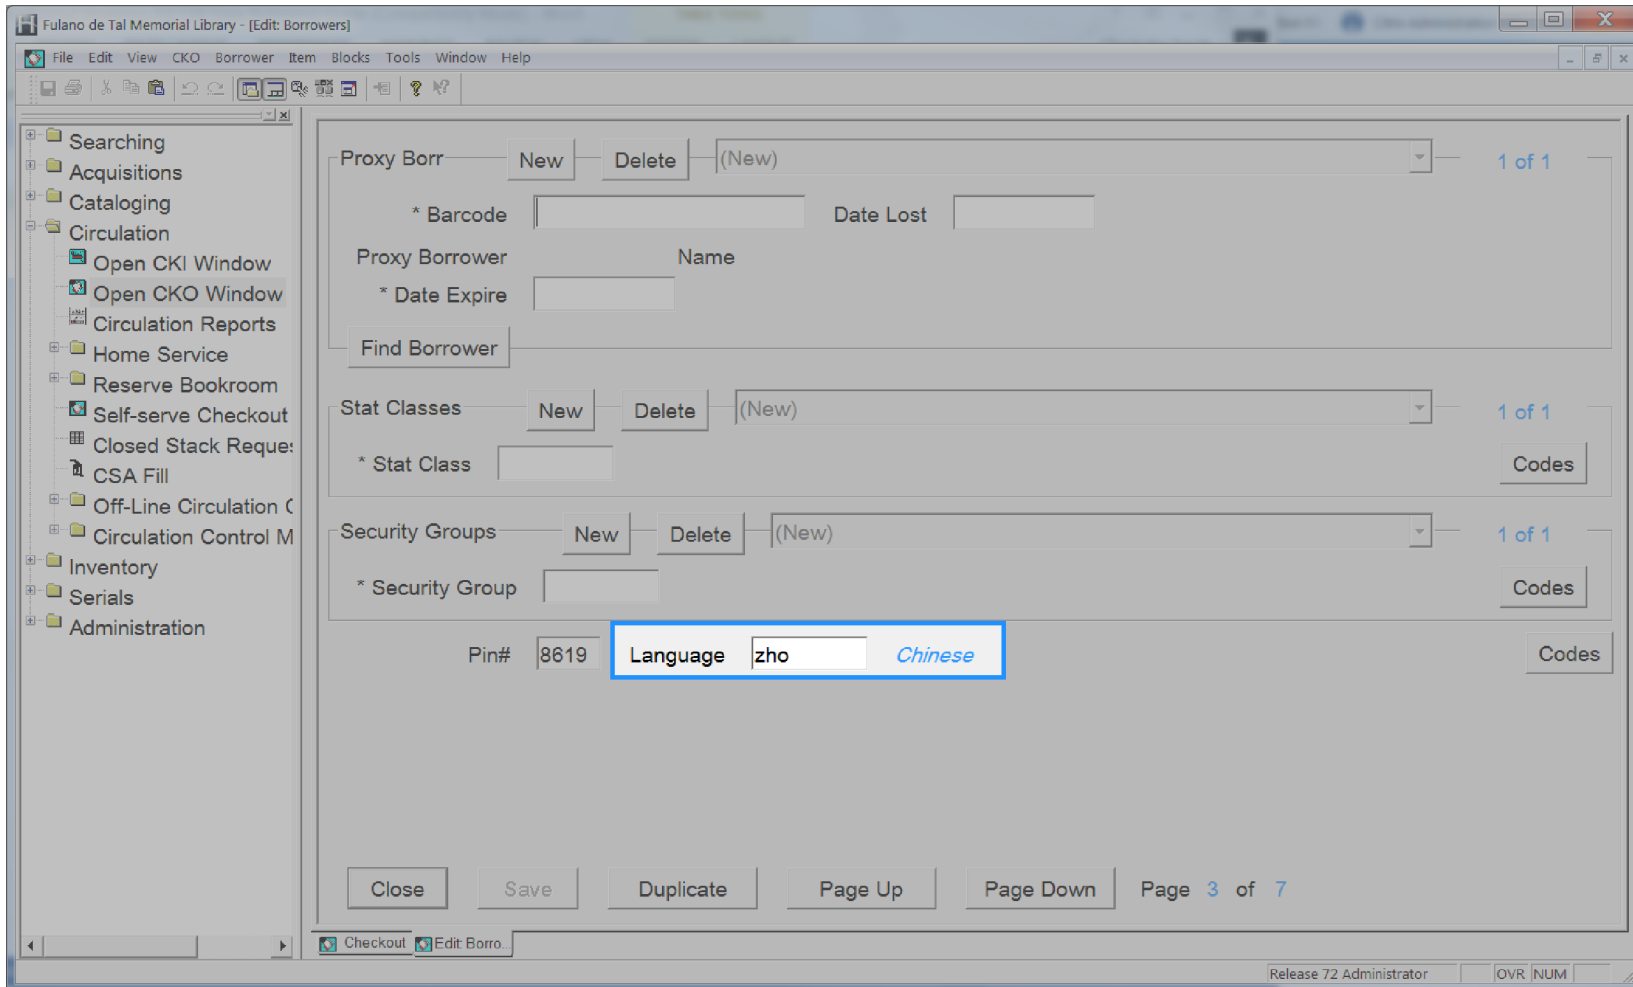 Fulano de Tal Memorial Library - [Edit: Borrowers]
File Edit View CKO Borrower Item Blocks Tools Window Help
Searching
Acquisitions
Cataloging
Circulation
Open CKI Window
Open CKO Window
Circulation Reports
Home Service
Reserve Bookroom
Self-serve Checkout
Closed Stack Reques
CSA Fill
Off-Line Circulation C
Circulation Control M
Inventory
Serials
Administration
Proxy Borr New Delete (New) 1 of 1
* Barcode Date Lost
Proxy Borrower Name
* Date Expire
Find Borrower
Stat Classes New Delete (New) 1 of 1
* Stat Class Codes
Security Groups New Delete (New) 1 of 1
* Security Group Codes
Pin# 8619 Language zho Chinese Codes
Close Save Duplicate Page Up Page Down Page 3 of 7
Checkout Edit: Borro...
Release 72 Administrator OVR NUM